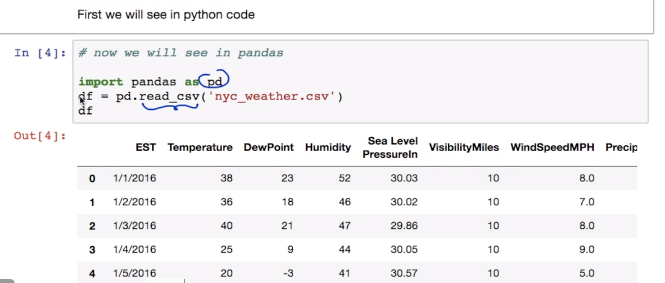 First we will see in python code
In [4]: # now we will see in pandas
import pandas as pd
df = pd.read_csv('nyc_weather.csv')
df
Out[4]:
EST Temperature DewPoint Humidity Sea Level PressureIn VisibilityMiles WindSpeedMPH Precip
0 1/1/2016 38 23 52 30.03 10 8.0
1 1/2/2016 36 18 46 30.02 10 7.0
2 1/3/2016 40 21 47 29.86 10 8.0
3 1/4/2016 25 9 44 30.05 10 9.0
4 1/5/2016 20 -3 41 30.57 10 5.0